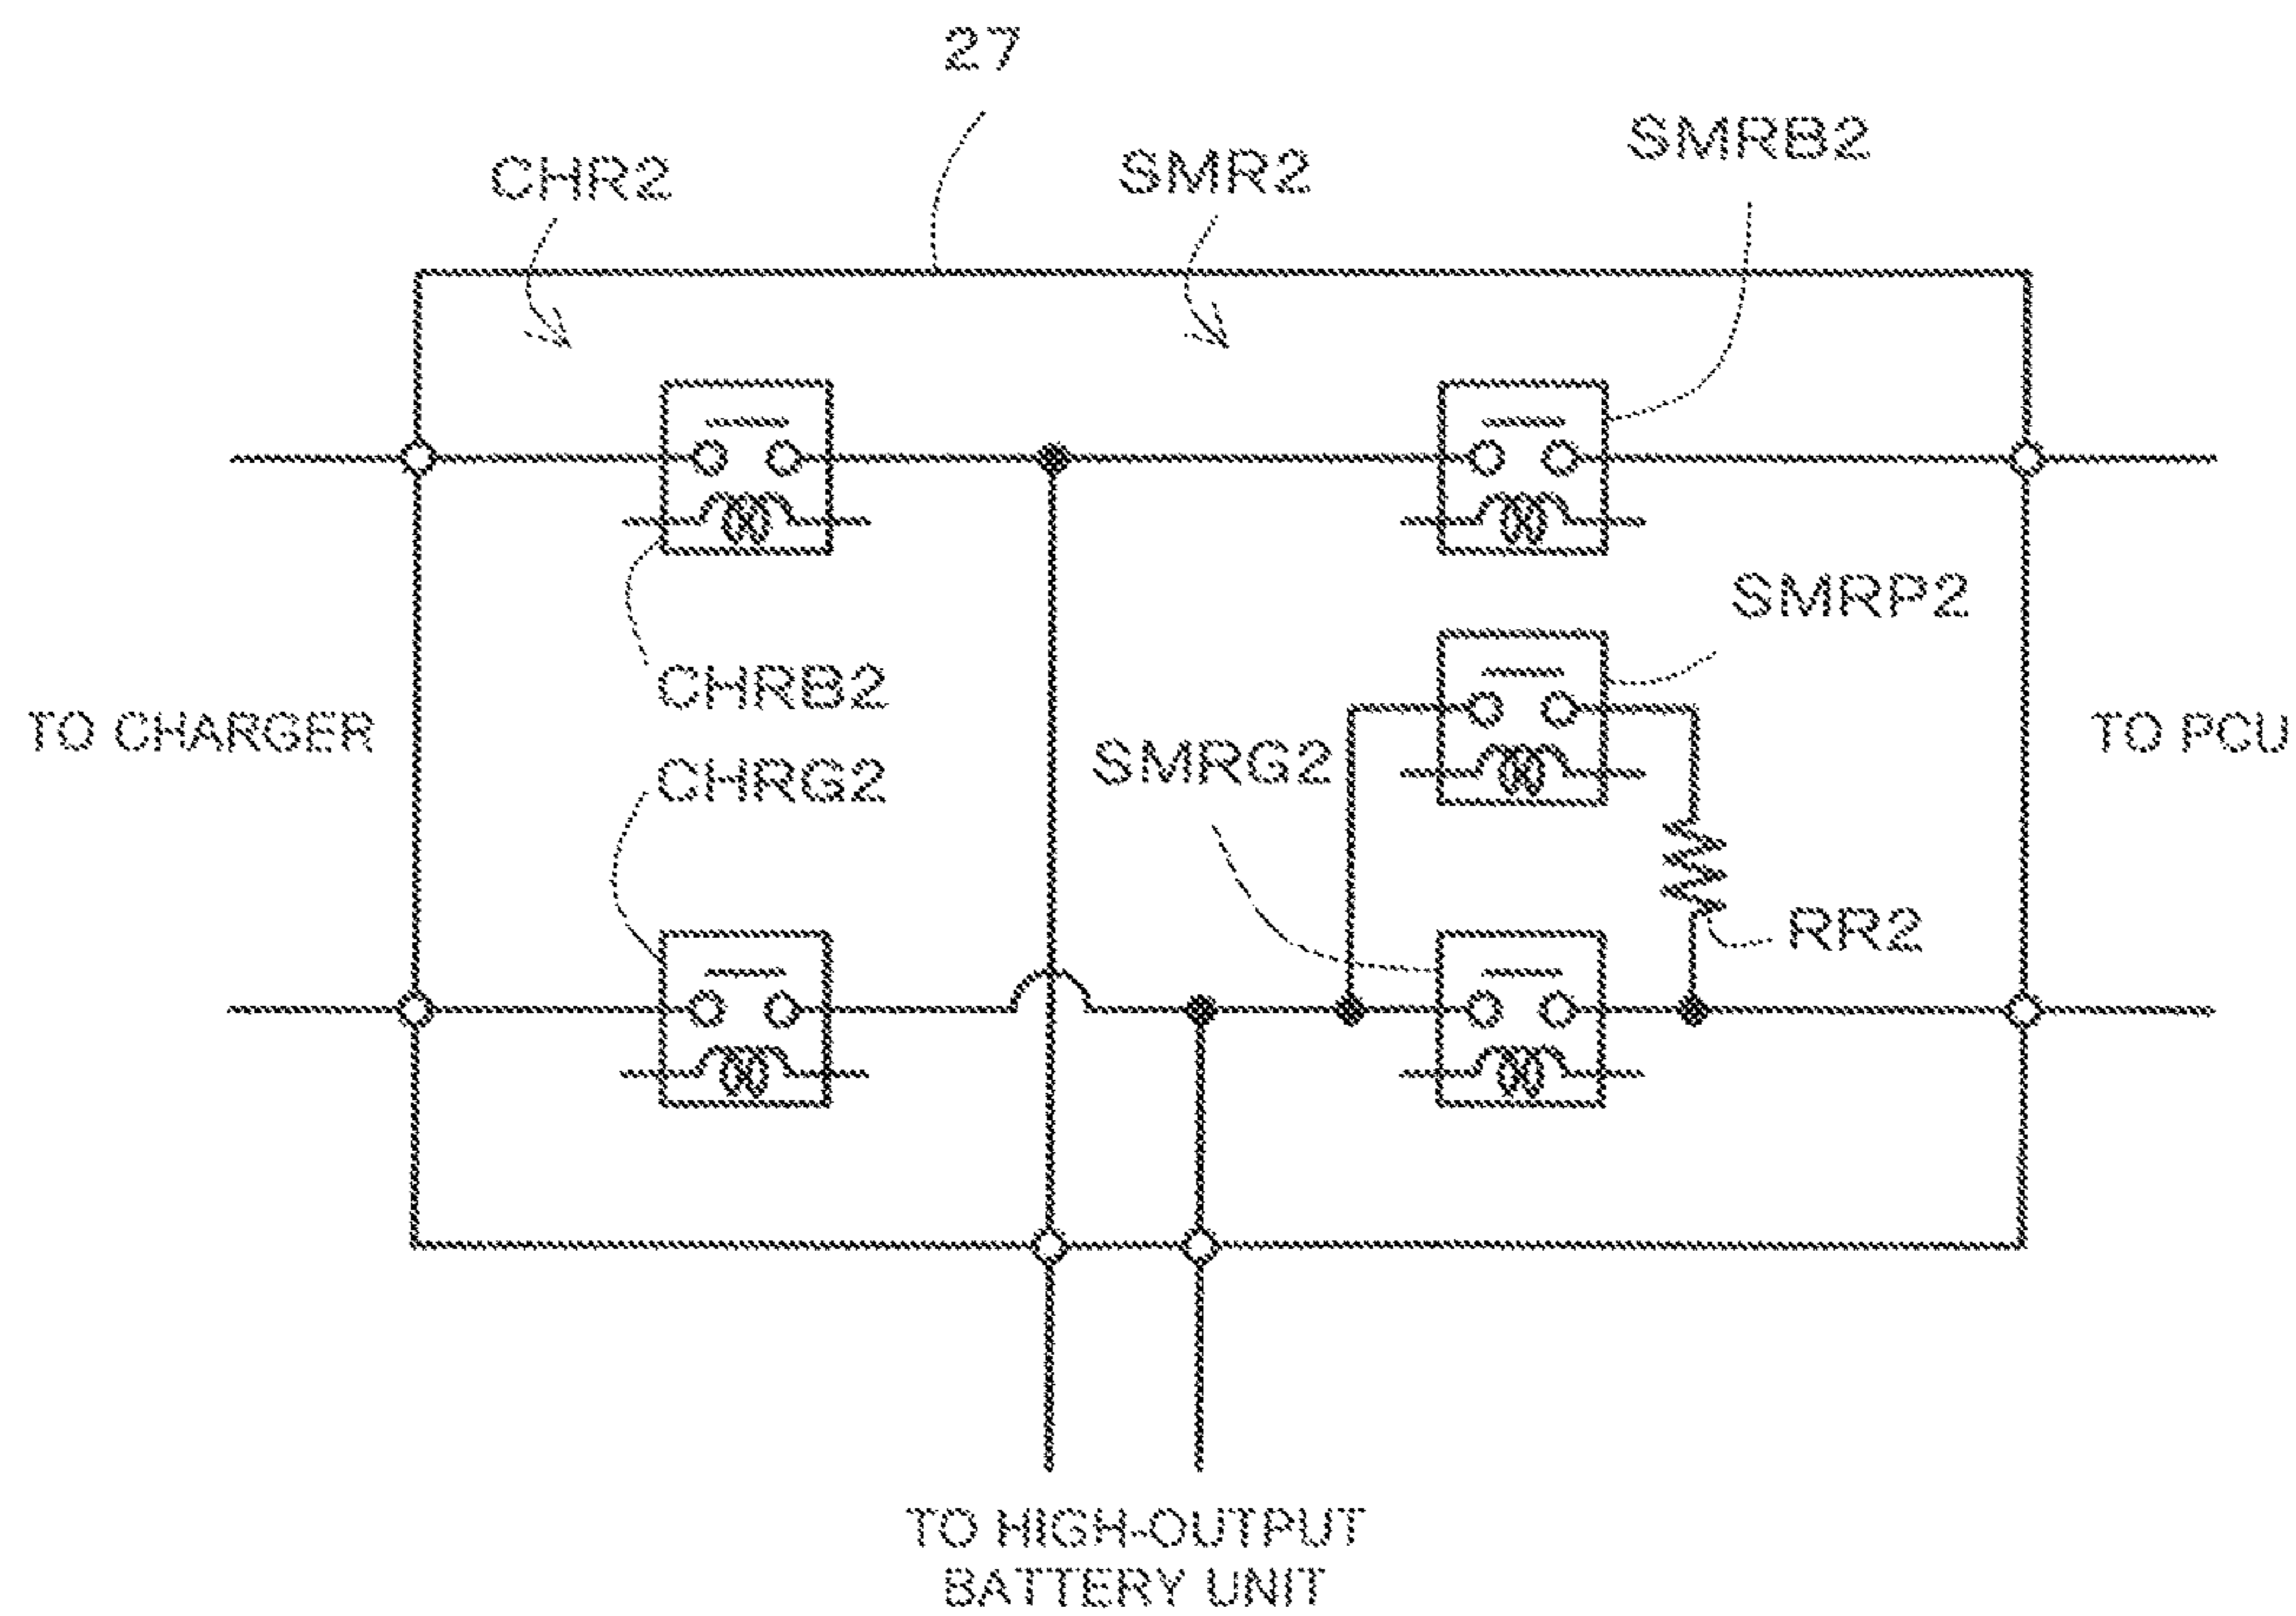 27
SMRB2
CHR2
SMR2
SMRP2
CHRB2
TO CHARGER
TO PCU
SMRG2
CHRG2
RR2
TO HIGH-OUTPUT
BATTERY UNIT